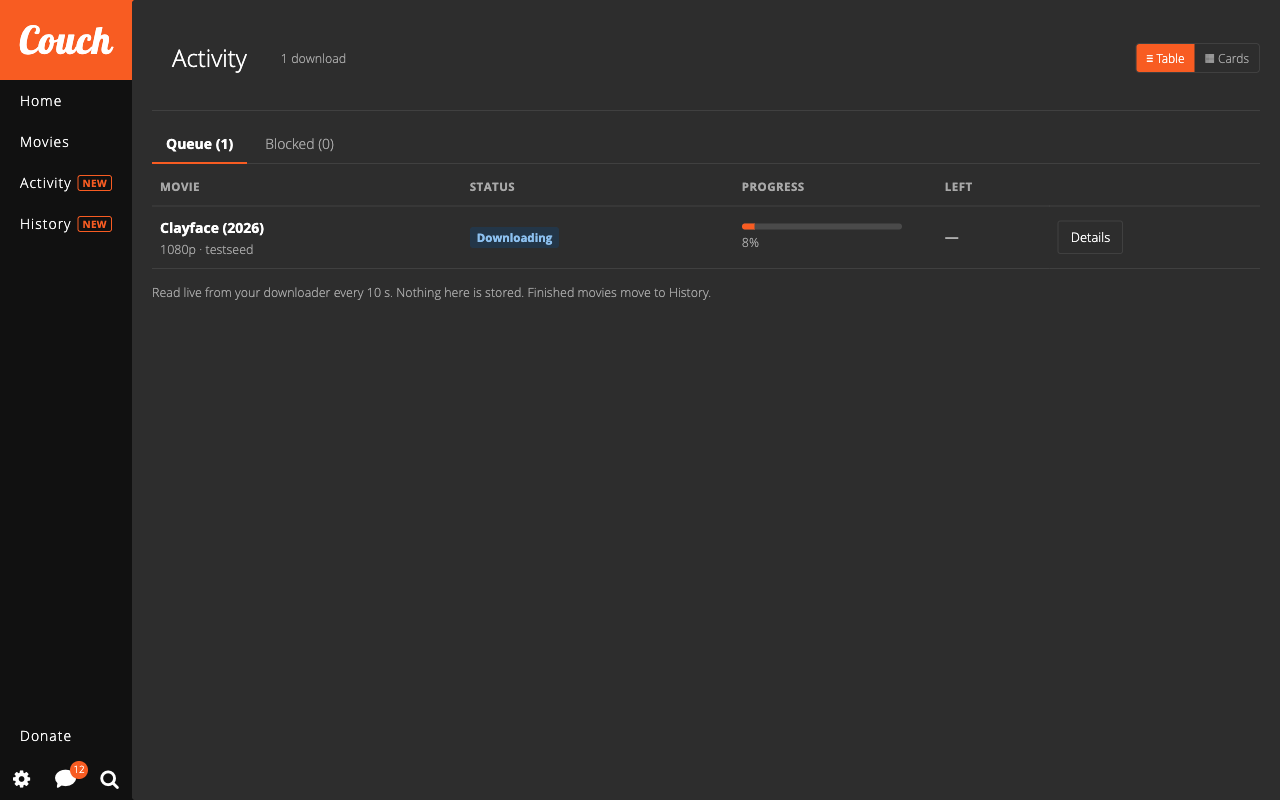 Couch
Home
Movies
Activity NEW
History NEW
Donate
12
Activity
1 download
Table
Cards
Queue (1)
Blocked (0)
MOVIE STATUS PROGRESS LEFT
Clayface (2026)
1080p · testseed
Downloading
8%
—
Details
Read live from your downloader every 10 s. Nothing here is stored. Finished movies move to History.